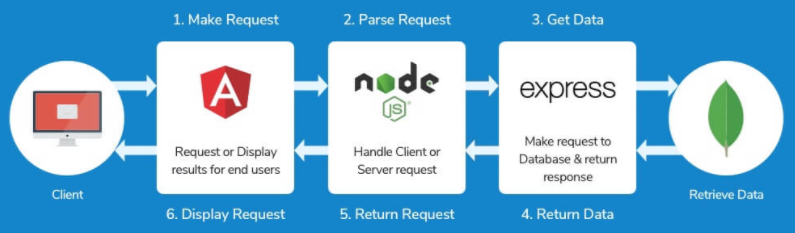 1. Make Request
2. Parse Request
3. Get Data
A
node
JS
express
Request or Display
results for end users
Handle Client or
Server request
Make request to
Database & return
response
Client
Retrieve Data
6. Display Request
5. Return Request
4. Return Data